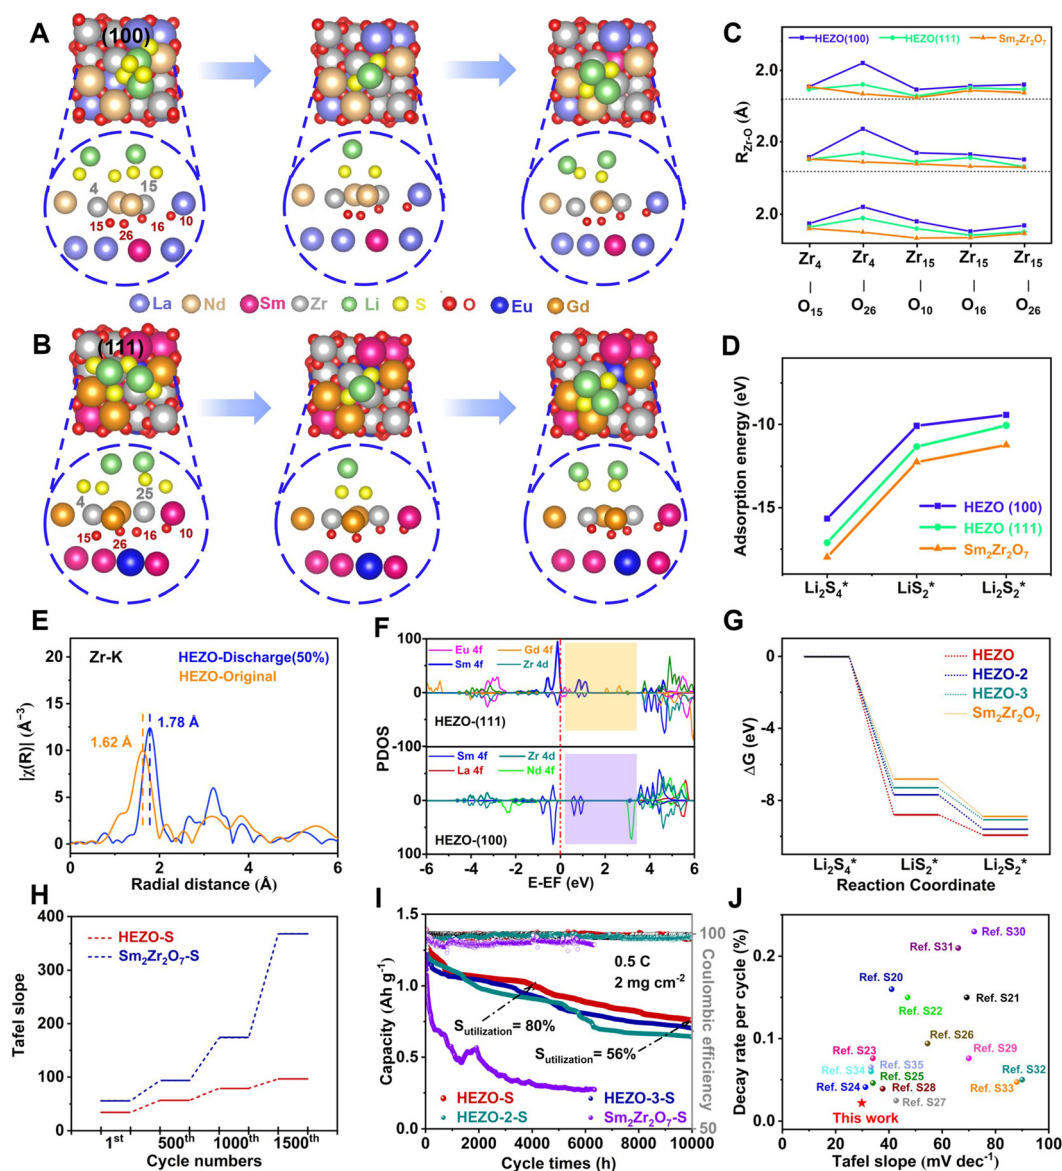 A
(100)
4
15
15
26
16
10
La
Nd
Sm
Zr
Li
S
O
Eu
Gd
B
(111)
4
25
15
26
16
10
C
HEZO(100)
HEZO(111)
Sm₂Zr₂O₇
R_Zr-O (Å)
2.0
2.0
2.0
Zr₄ Zr₄ Zr₁₅ Zr₁₅ Zr₁₅
| | | | |
O₁₅ O₂₆ O₁₀ O₁₆ O₂₆
D
Adsorption energy (eV)
-10
-15
HEZO (100)
HEZO (111)
Sm₂Zr₂O₇
Li₂S₄* LiS₂* Li₂S₂*
E
Zr-K
HEZO-Discharge(50%)
HEZO-Original
1.78 Å
1.62 Å
|χ(R)| (Å⁻³)
20
15
10
5
0
0 2 4 6
Radial distance (Å)
F
PDOS
100
0
-100
0
100
Eu 4f Gd 4f
Sm 4f Zr 4d
HEZO-(111)
Sm 4f Zr 4d
La 4f Nd 4f
HEZO-(100)
-6 -4 -2 0 2 4 6
E-EF (eV)
G
ΔG (eV)
0
-4
-8
HEZO
HEZO-2
HEZO-3
Sm₂Zr₂O₇
Li₂S₄* LiS₂* Li₂S₂*
Reaction Coordinate
H
Tafel slope
400
300
200
100
0
HEZO-S
Sm₂Zr₂O₇-S
1ˢᵗ 500ᵗʰ 1000ᵗʰ 1500ᵗʰ
Cycle numbers
I
Capacity (Ah g⁻¹)
1.5
1.0
0.5
0.0
0.5 C
2 mg cm⁻²
S_utilization= 80%
S_utilization= 56%
HEZO-S HEZO-3-S
HEZO-2-S Sm₂Zr₂O₇-S
100
50
Coulombic efficiency
0 2000 4000 6000 8000 10000
Cycle times (h)
J
Decay rate per cycle (%)
0.2
0.1
0.0
Ref. S30
Ref. S31
Ref. S20
Ref. S21
Ref. S22
Ref. S26
Ref. S23
Ref. S29
Ref. S35
Ref. S34
Ref. S25
Ref. S32
Ref. S24
Ref. S28
Ref. S33
Ref. S27
This work
0 20 40 60 80 100
Tafel slope (mV dec⁻¹)